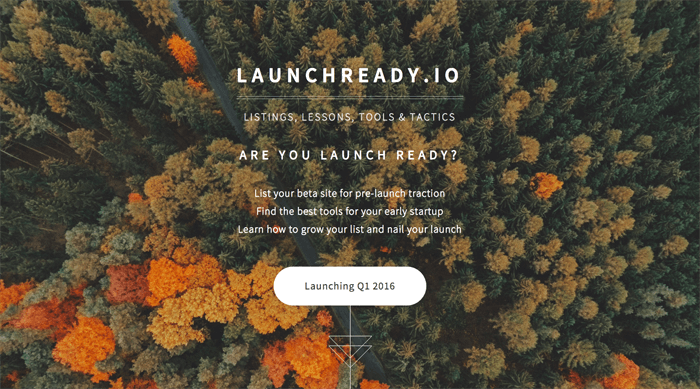 LAUNCHREADY.IO
LISTINGS, LESSONS, TOOLS & TACTICS
ARE YOU LAUNCH READY?
List your beta site for pre-launch traction
Find the best tools for your early startup
Learn how to grow your list and nail your launch
Launching Q1 2016